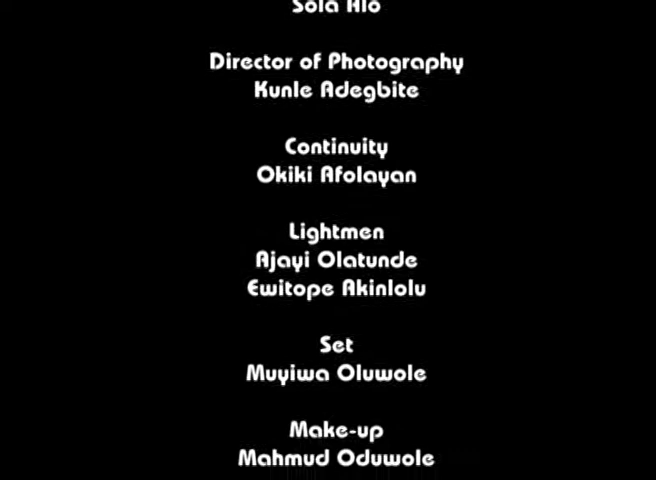 Sola Alo
Director of Photography
Kunle Adegbite
Continuity
Okiki Afolayan
Lightmen
Ajayi Olatunde
Ewitope Akinlolu
Set
Muyiwa Oluwole
Make-up
Mahmud Oduwole